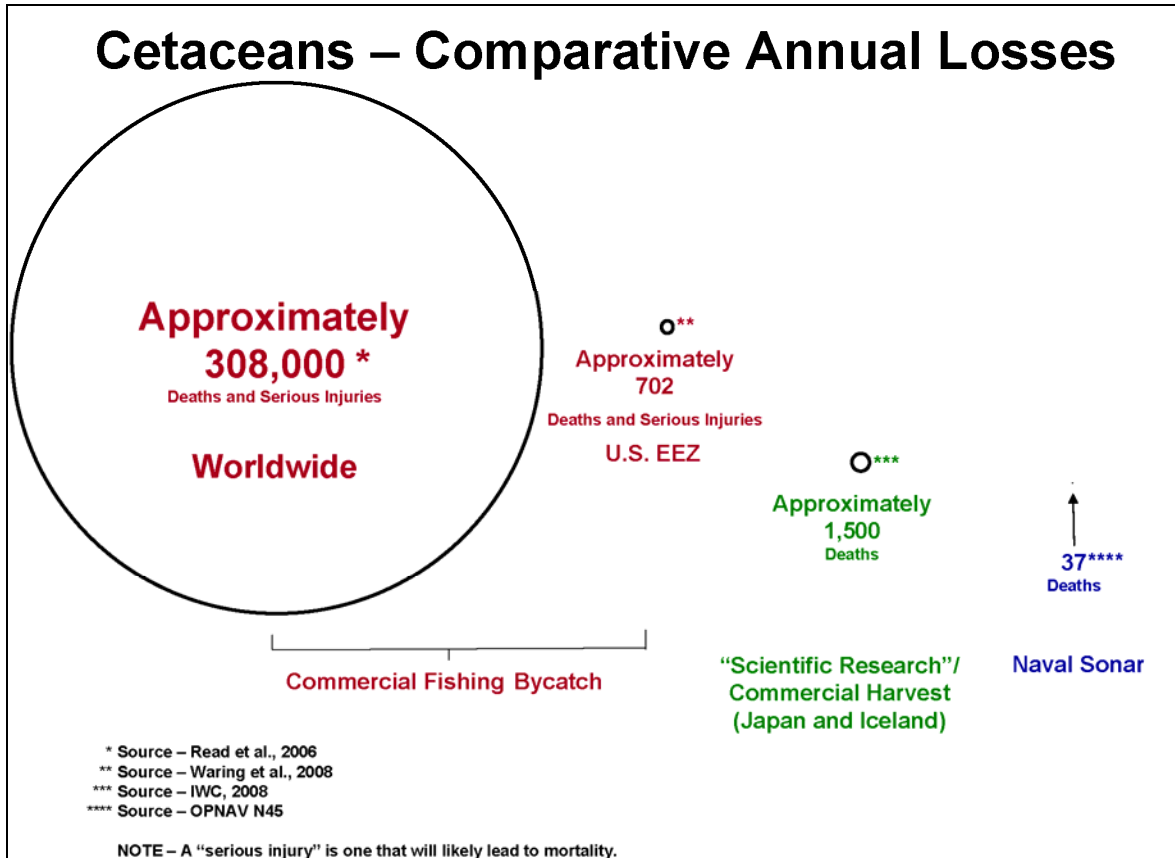 Cetaceans – Comparative Annual Losses
Approximately
308,000 *
Deaths and Serious Injuries
Worldwide
**
Approximately
702
Deaths and Serious Injuries
U.S. EEZ
***
Approximately
1,500
Deaths
37****
Deaths
Commercial Fishing Bycatch
“Scientific Research”/
Commercial Harvest
(Japan and Iceland)
Naval Sonar
* Source – Read et al., 2006
** Source – Waring et al., 2008
*** Source – IWC, 2008
**** Source – OPNAV N45
NOTE – A “serious injury” is one that will likely lead to mortality.